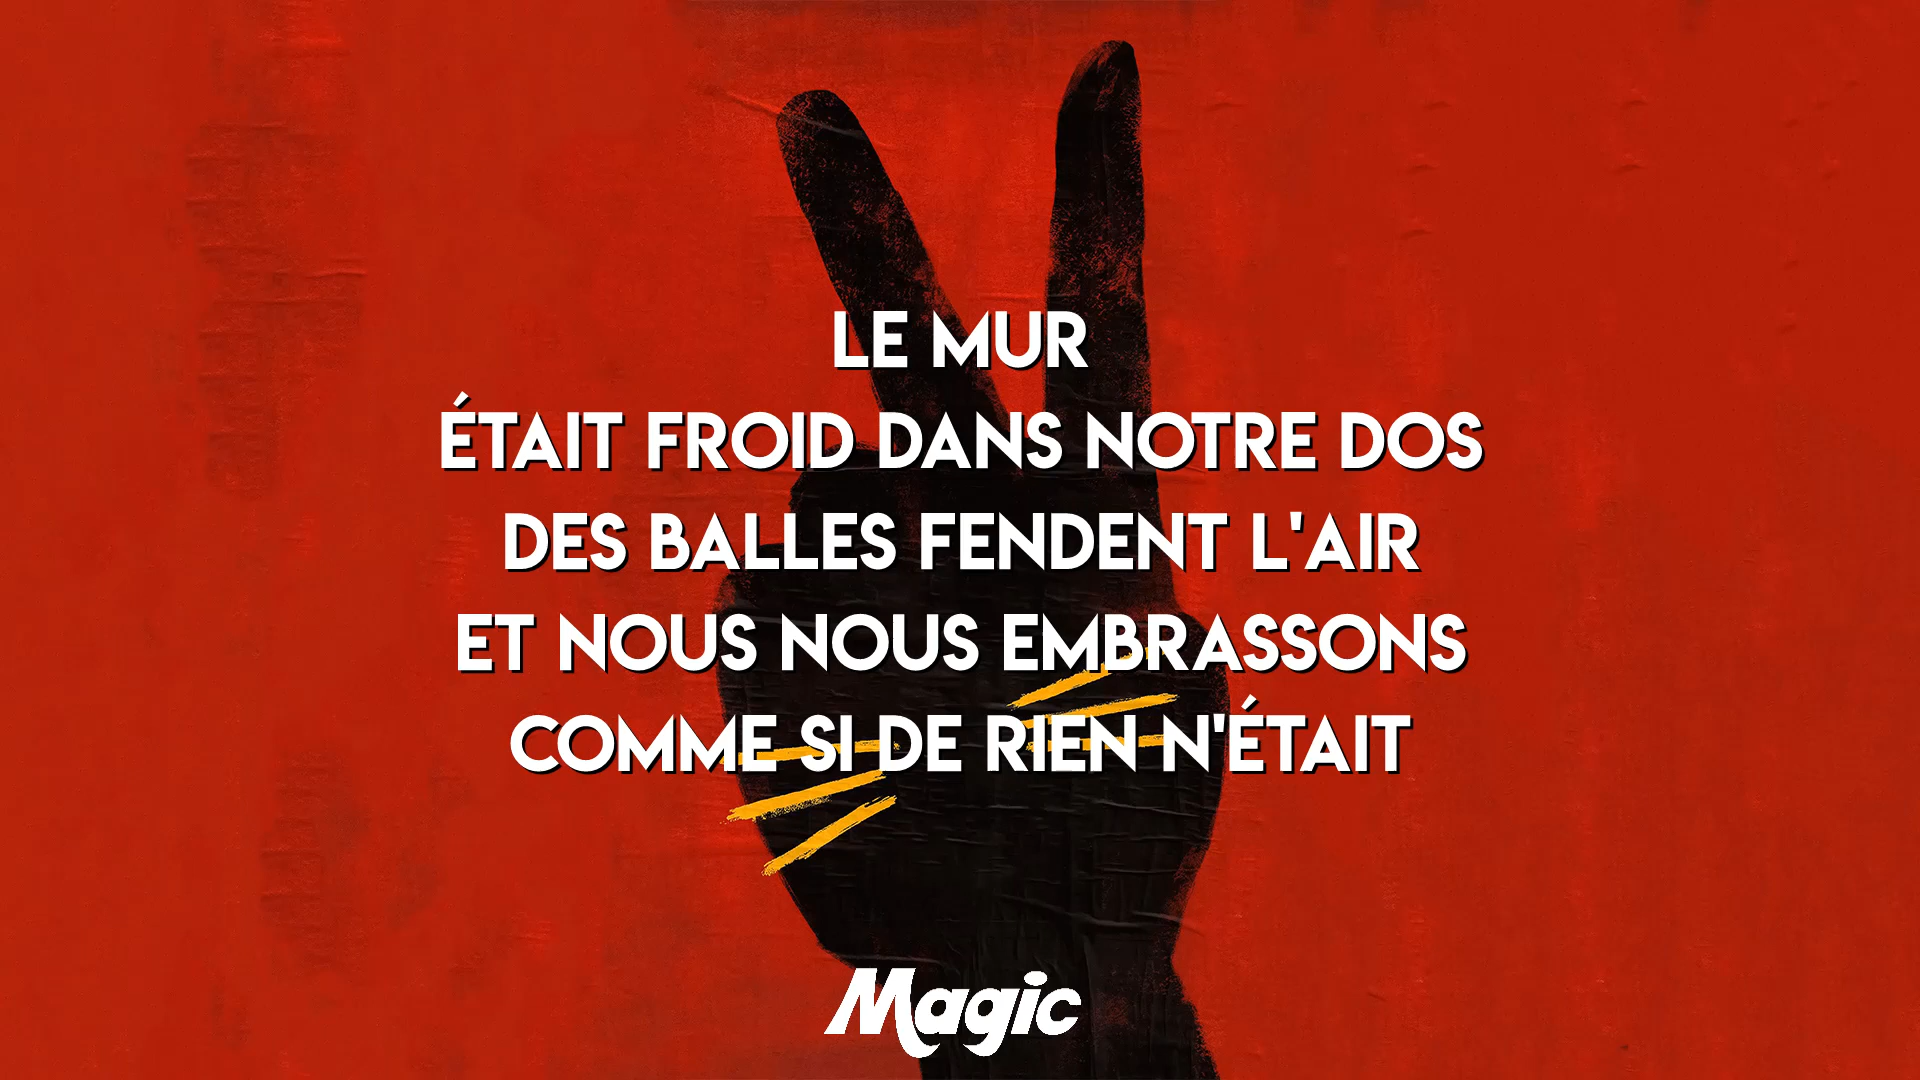 LE MUR
ÉTAIT FROID DANS NOTRE DOS
DES BALLES FENDENT L'AIR
ET NOUS NOUS EMBRASSONS
COMME SI DE RIEN N'ÉTAIT
Magic